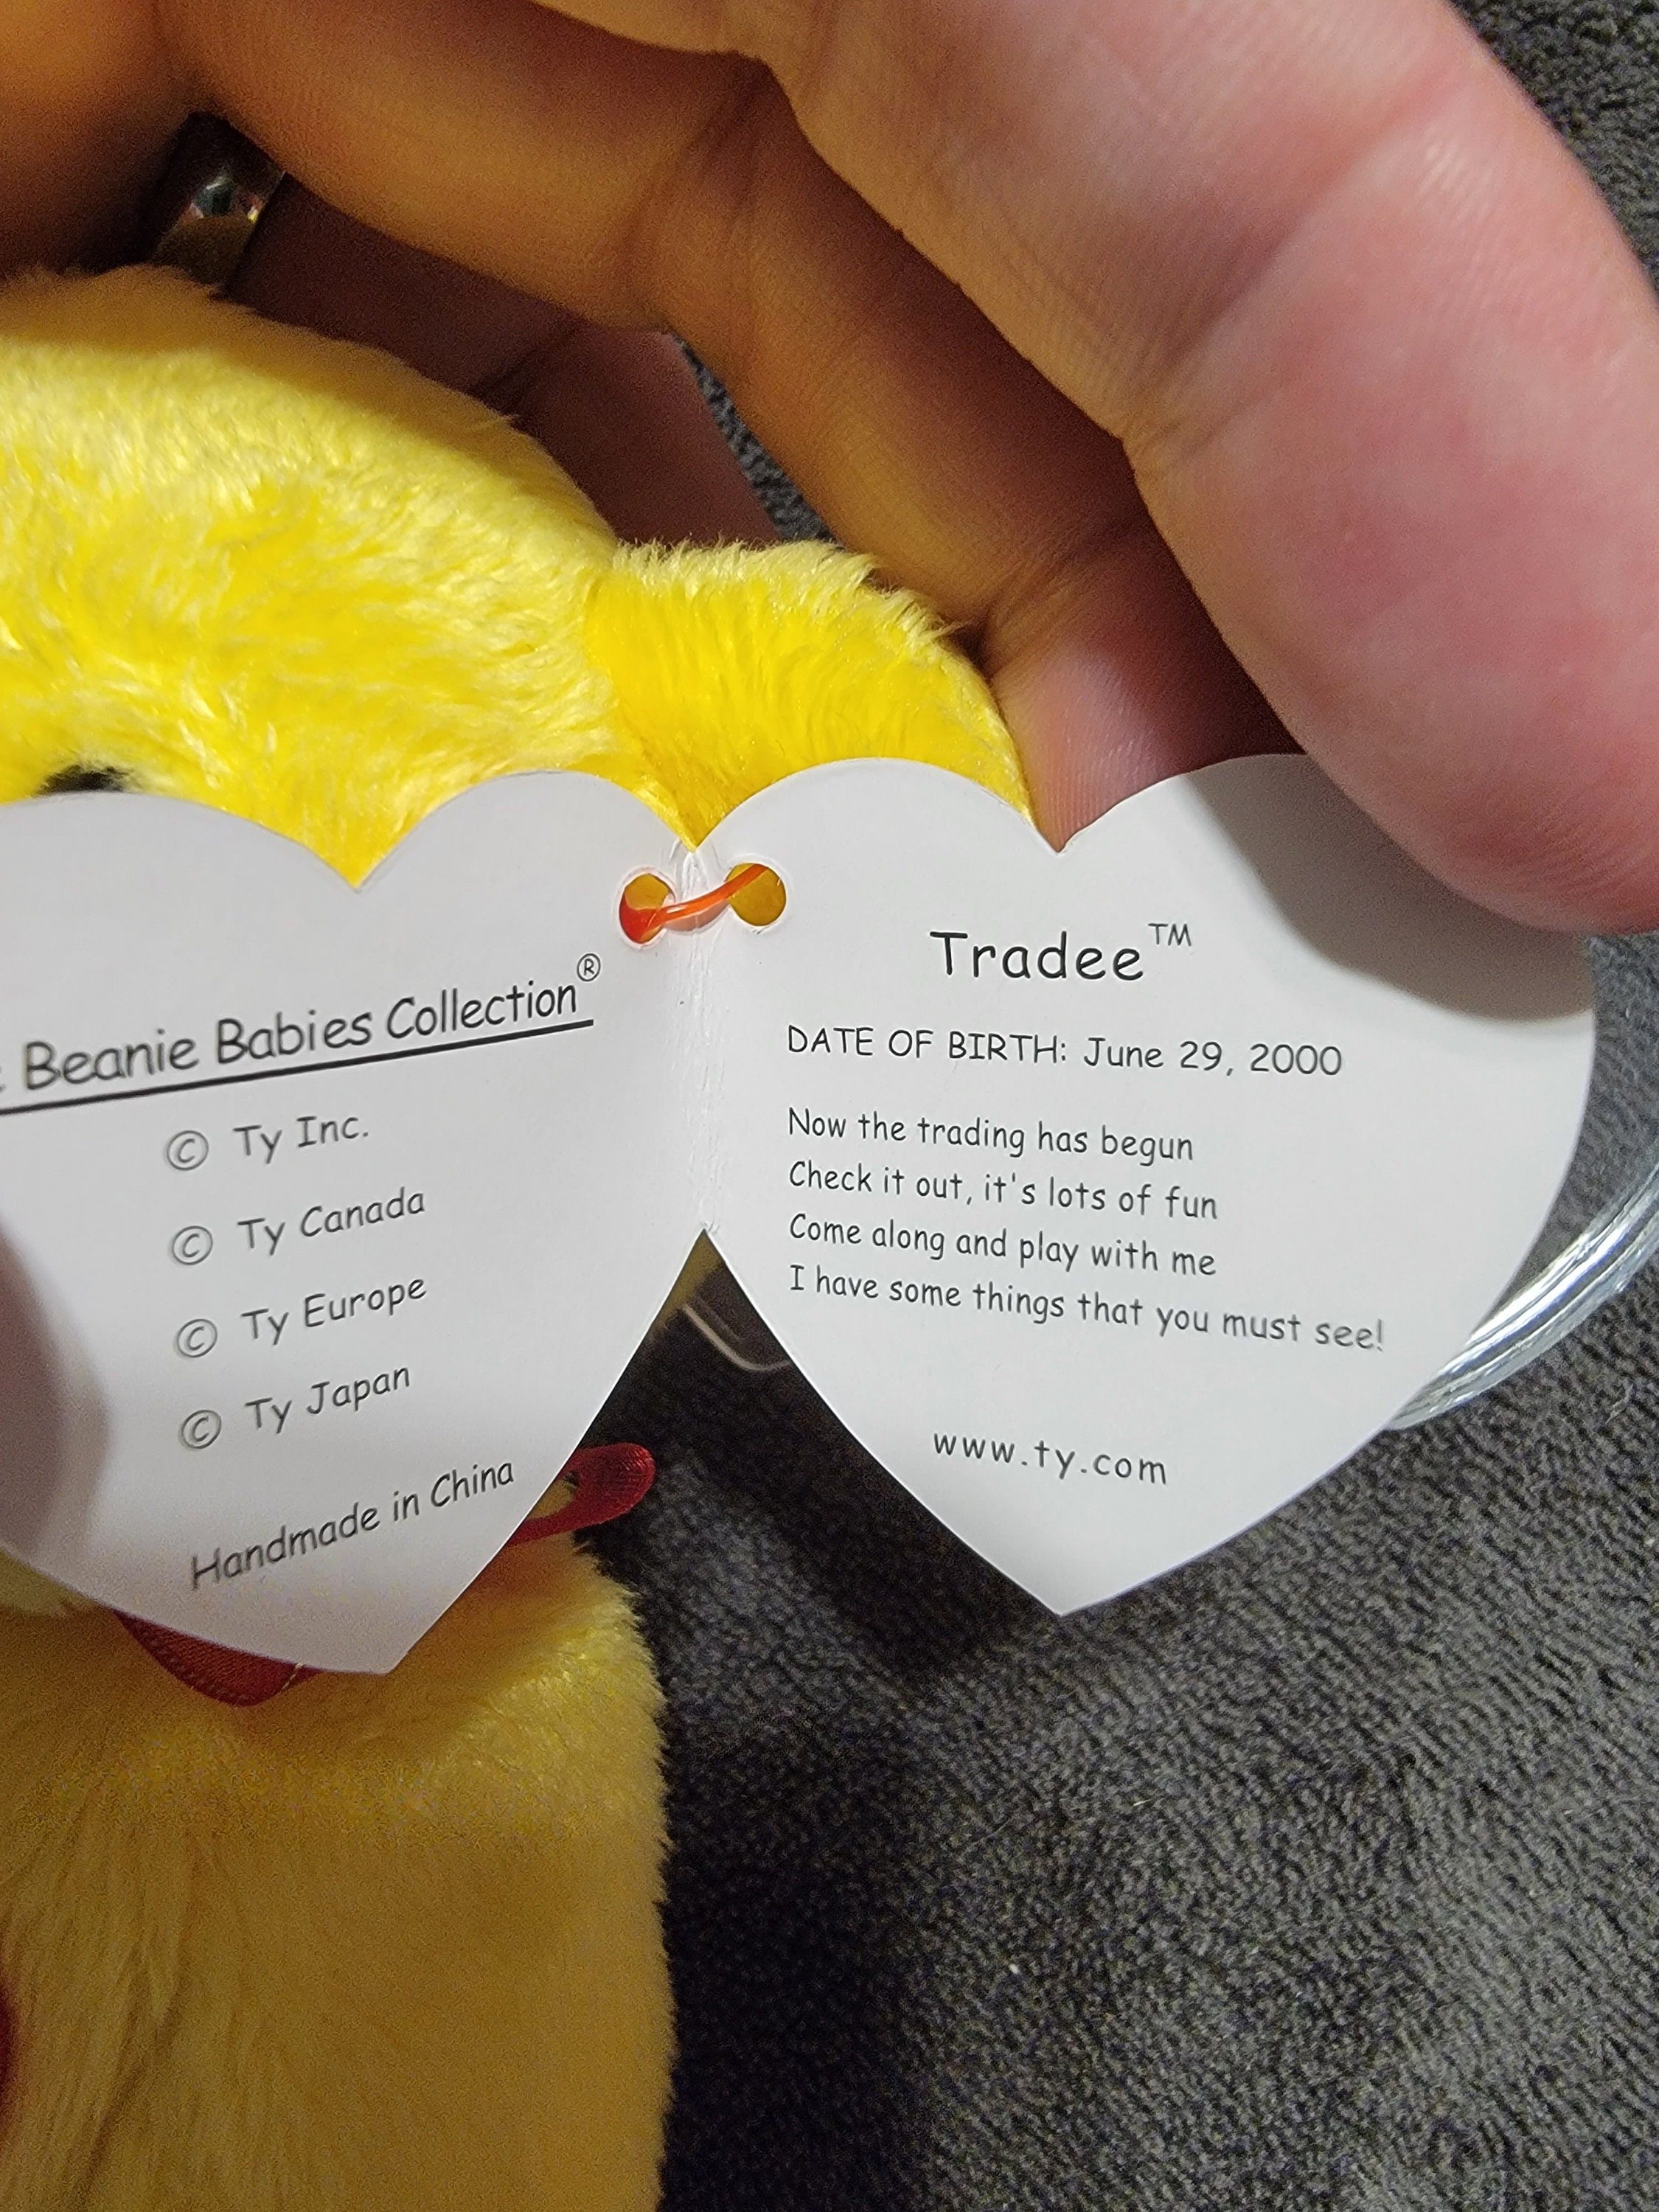 Beanie Babies Collection®
© Ty Inc.
© Ty Canada
© Ty Europe
© Ty Japan
Handmade in China
Tradee™
DATE OF BIRTH: June 29, 2000
Now the trading has begun
Check it out, it's lots of fun
Come along and play with me
I have some things that you must see!
www.ty.com